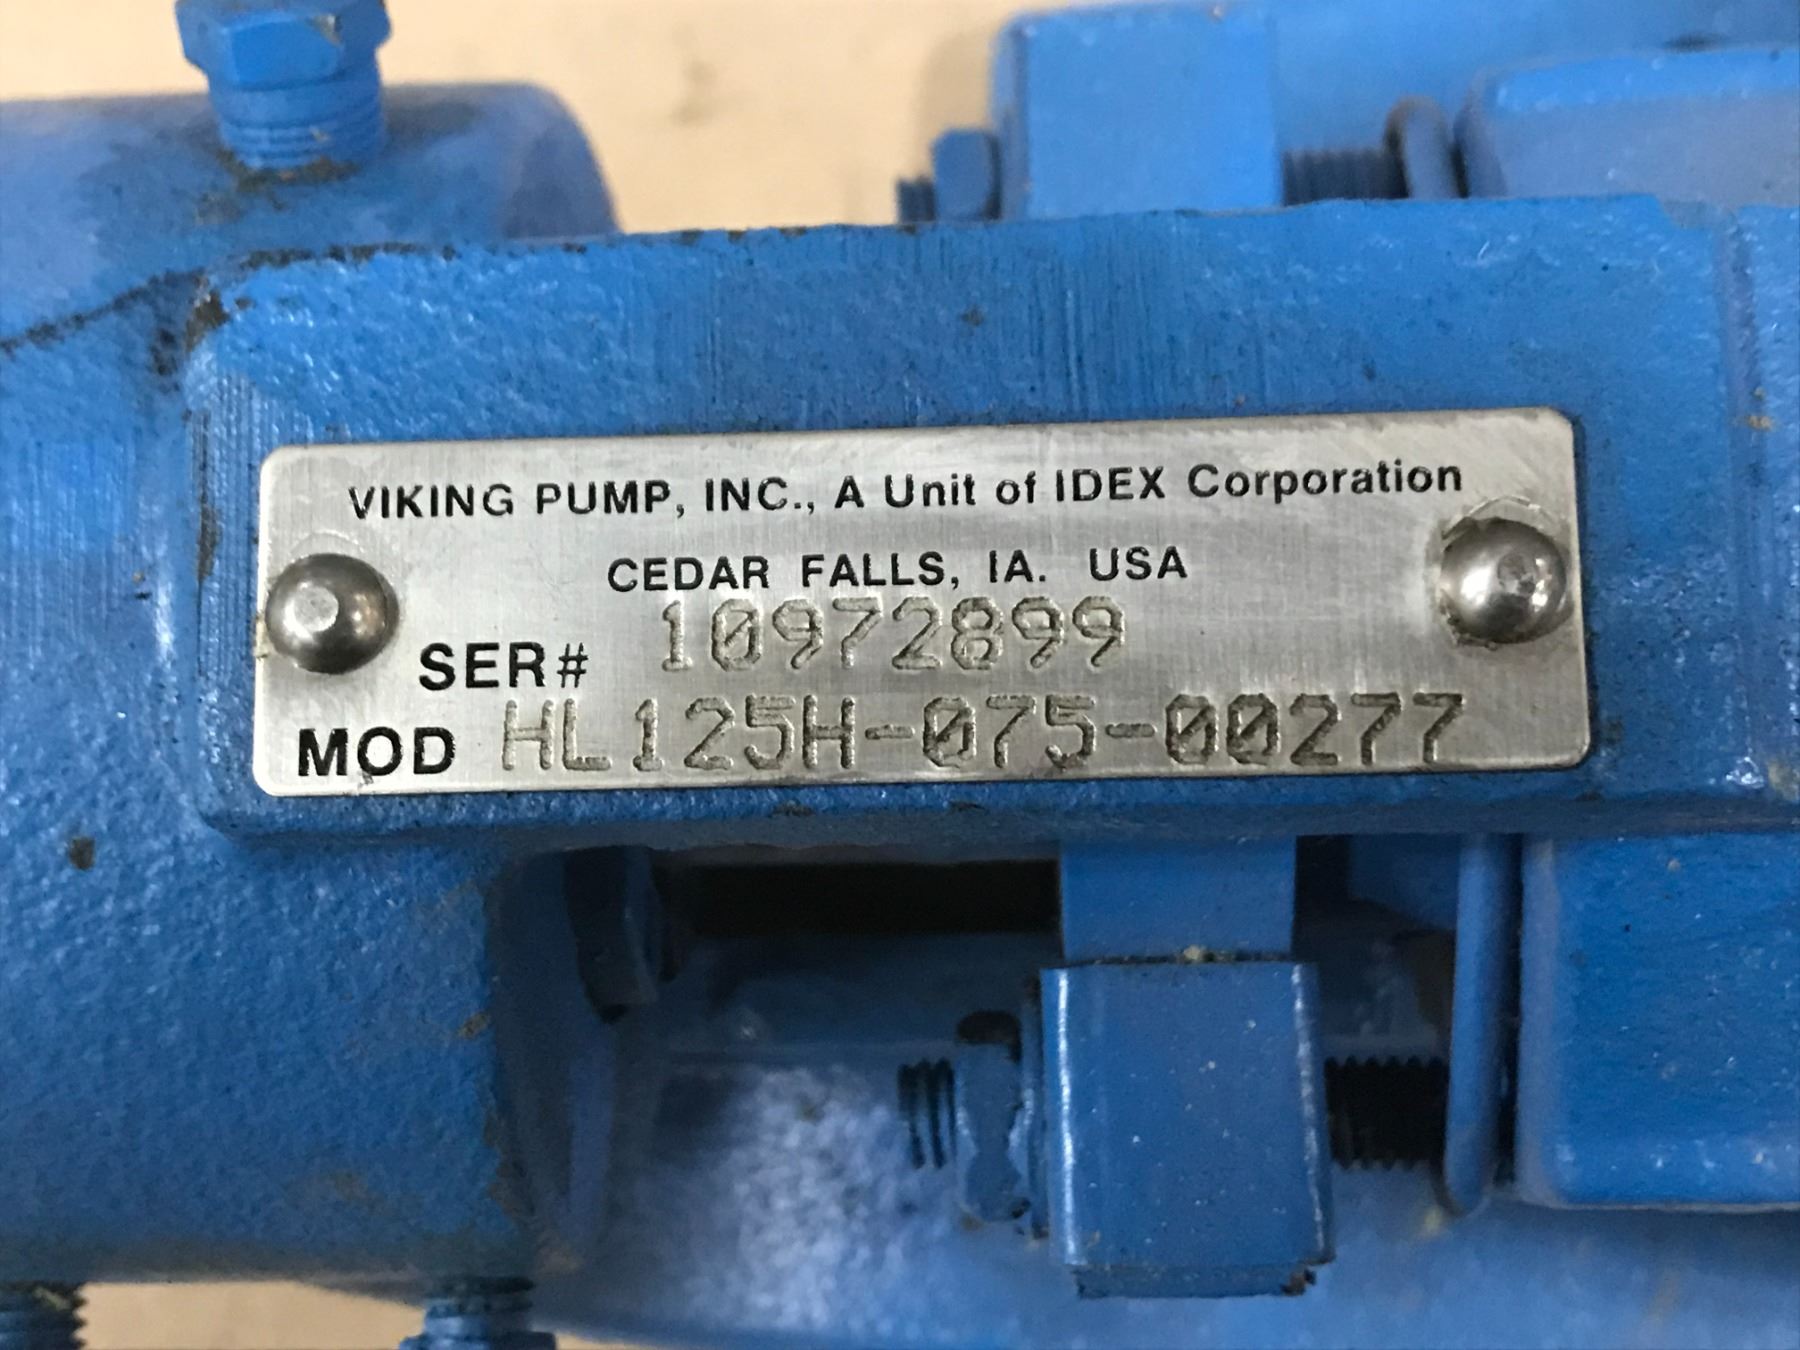 VIKING PUMP, INC., A Unit of IDEX Corporation
CEDAR FALLS, IA. USA
SER# 10972899
MOD HL125H-075-00277